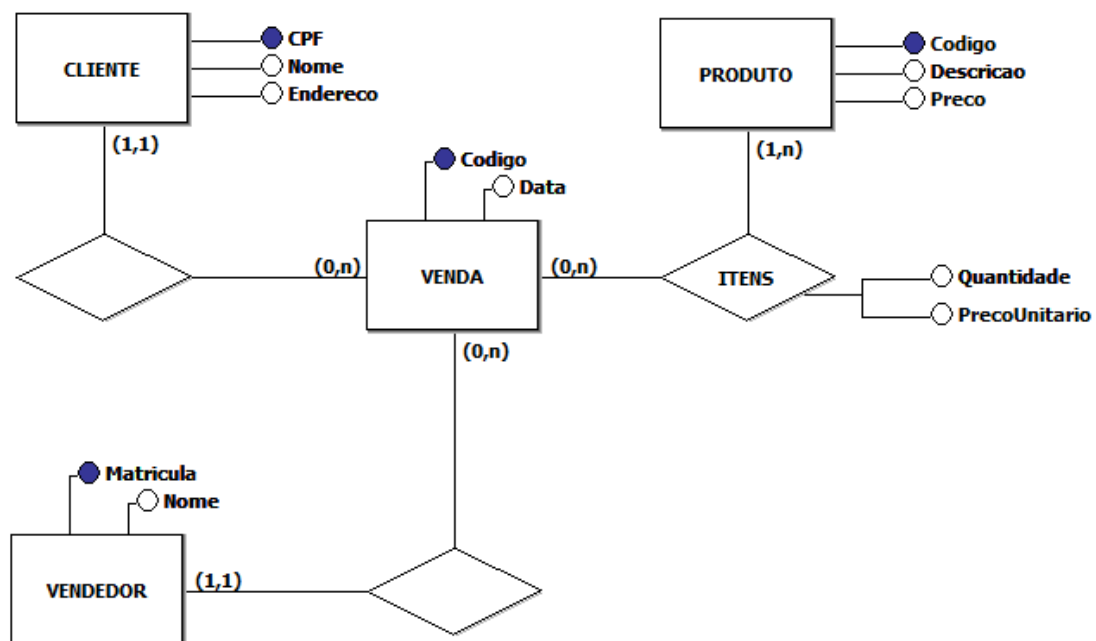 CLIENTE
CPF
Nome
Endereco
(1,1)
PRODUTO
Codigo
Descricao
Preco
(1,n)
Codigo
Data
(0,n)
VENDA
(0,n)
ITENS
Quantidade
PrecoUnitario
(0,n)
Matricula
Nome
VENDEDOR
(1,1)